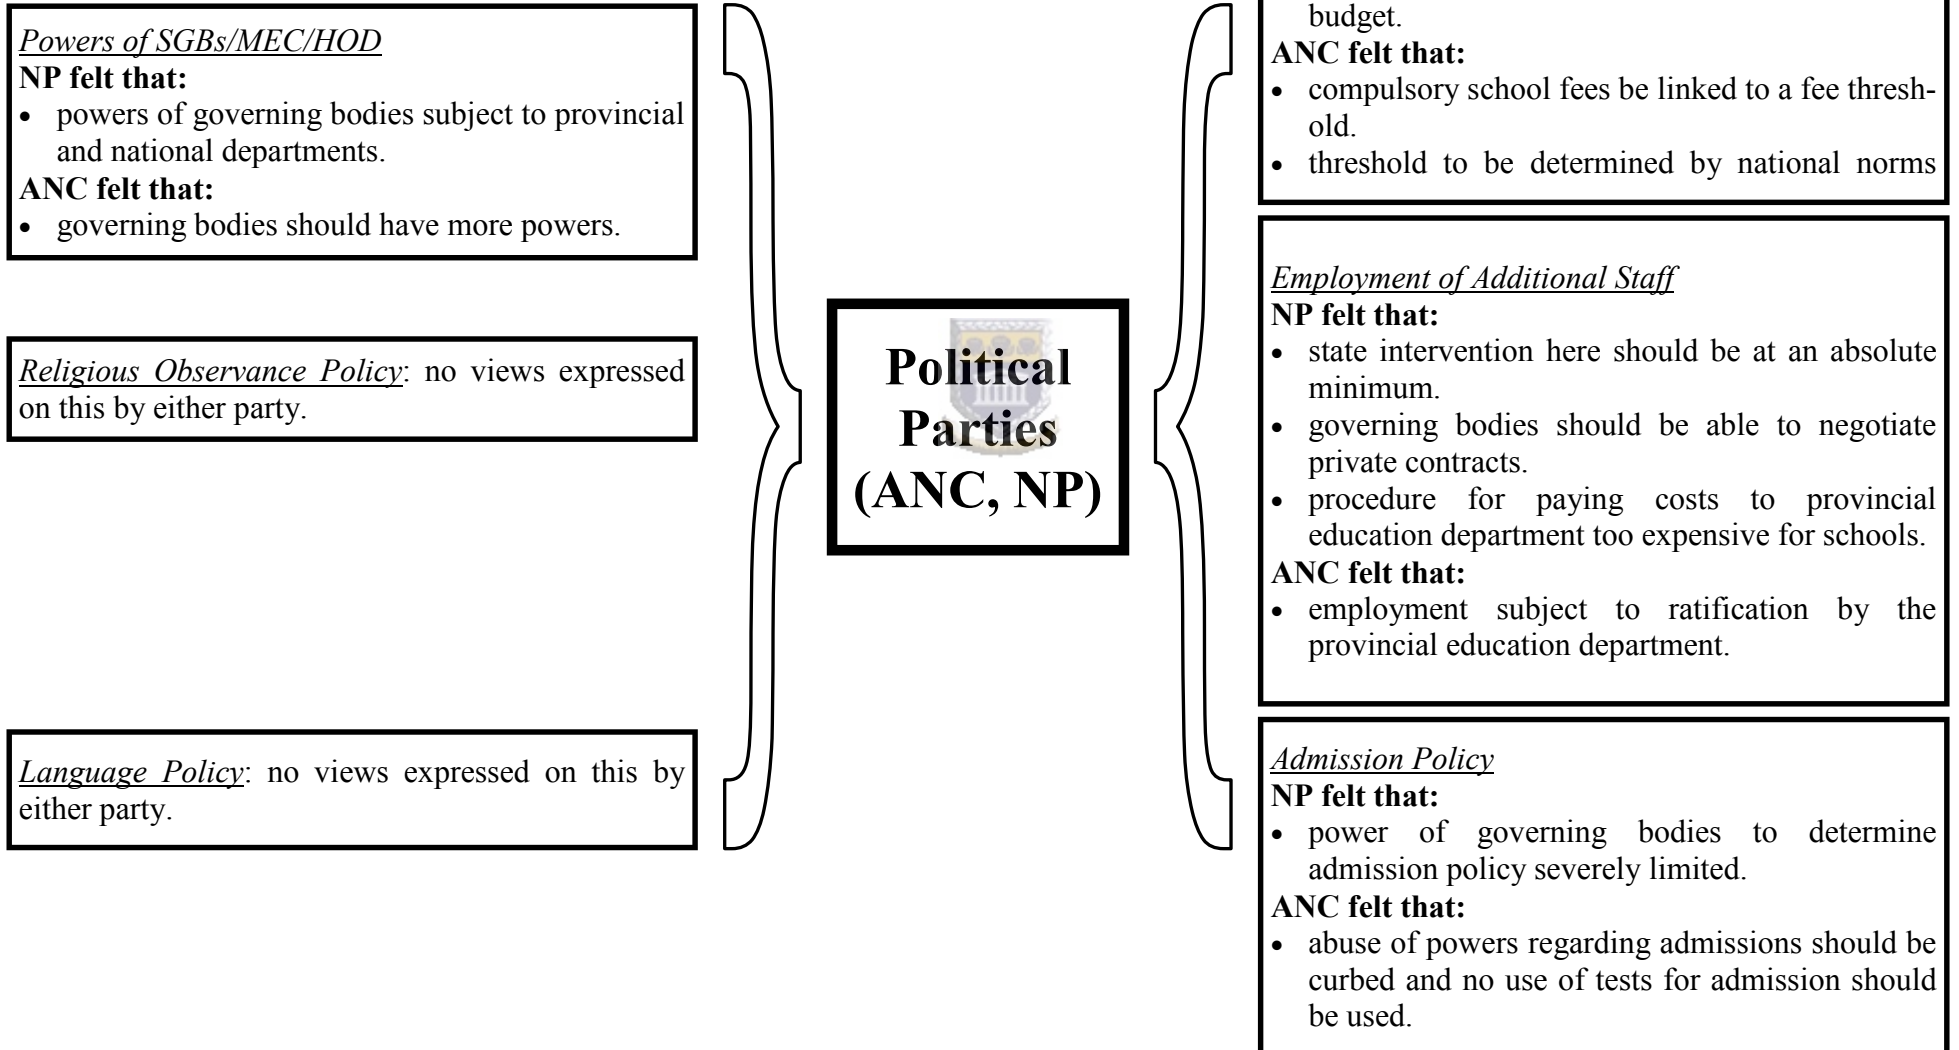 Powers of SGBs/MEC/HOD
NP felt that:
• powers of governing bodies subject to provincial
and national departments.
ANC felt that:
• governing bodies should have more powers.
Religious Observance Policy: no views expressed
on this by either party.
Language Policy: no views expressed on this by
either party.
Political
Parties
(ANC, NP)
budget.
ANC felt that:
• compulsory school fees be linked to a fee thresh-
old.
• threshold to be determined by national norms
Employment of Additional Staff
NP felt that:
• state intervention here should be at an absolute
minimum.
• governing bodies should be able to negotiate
private contracts.
• procedure for paying costs to provincial
education department too expensive for schools.
ANC felt that:
• employment subject to ratification by the
provincial education department.
Admission Policy
NP felt that:
• power of governing bodies to determine
admission policy severely limited.
ANC felt that:
• abuse of powers regarding admissions should be
curbed and no use of tests for admission should
be used.